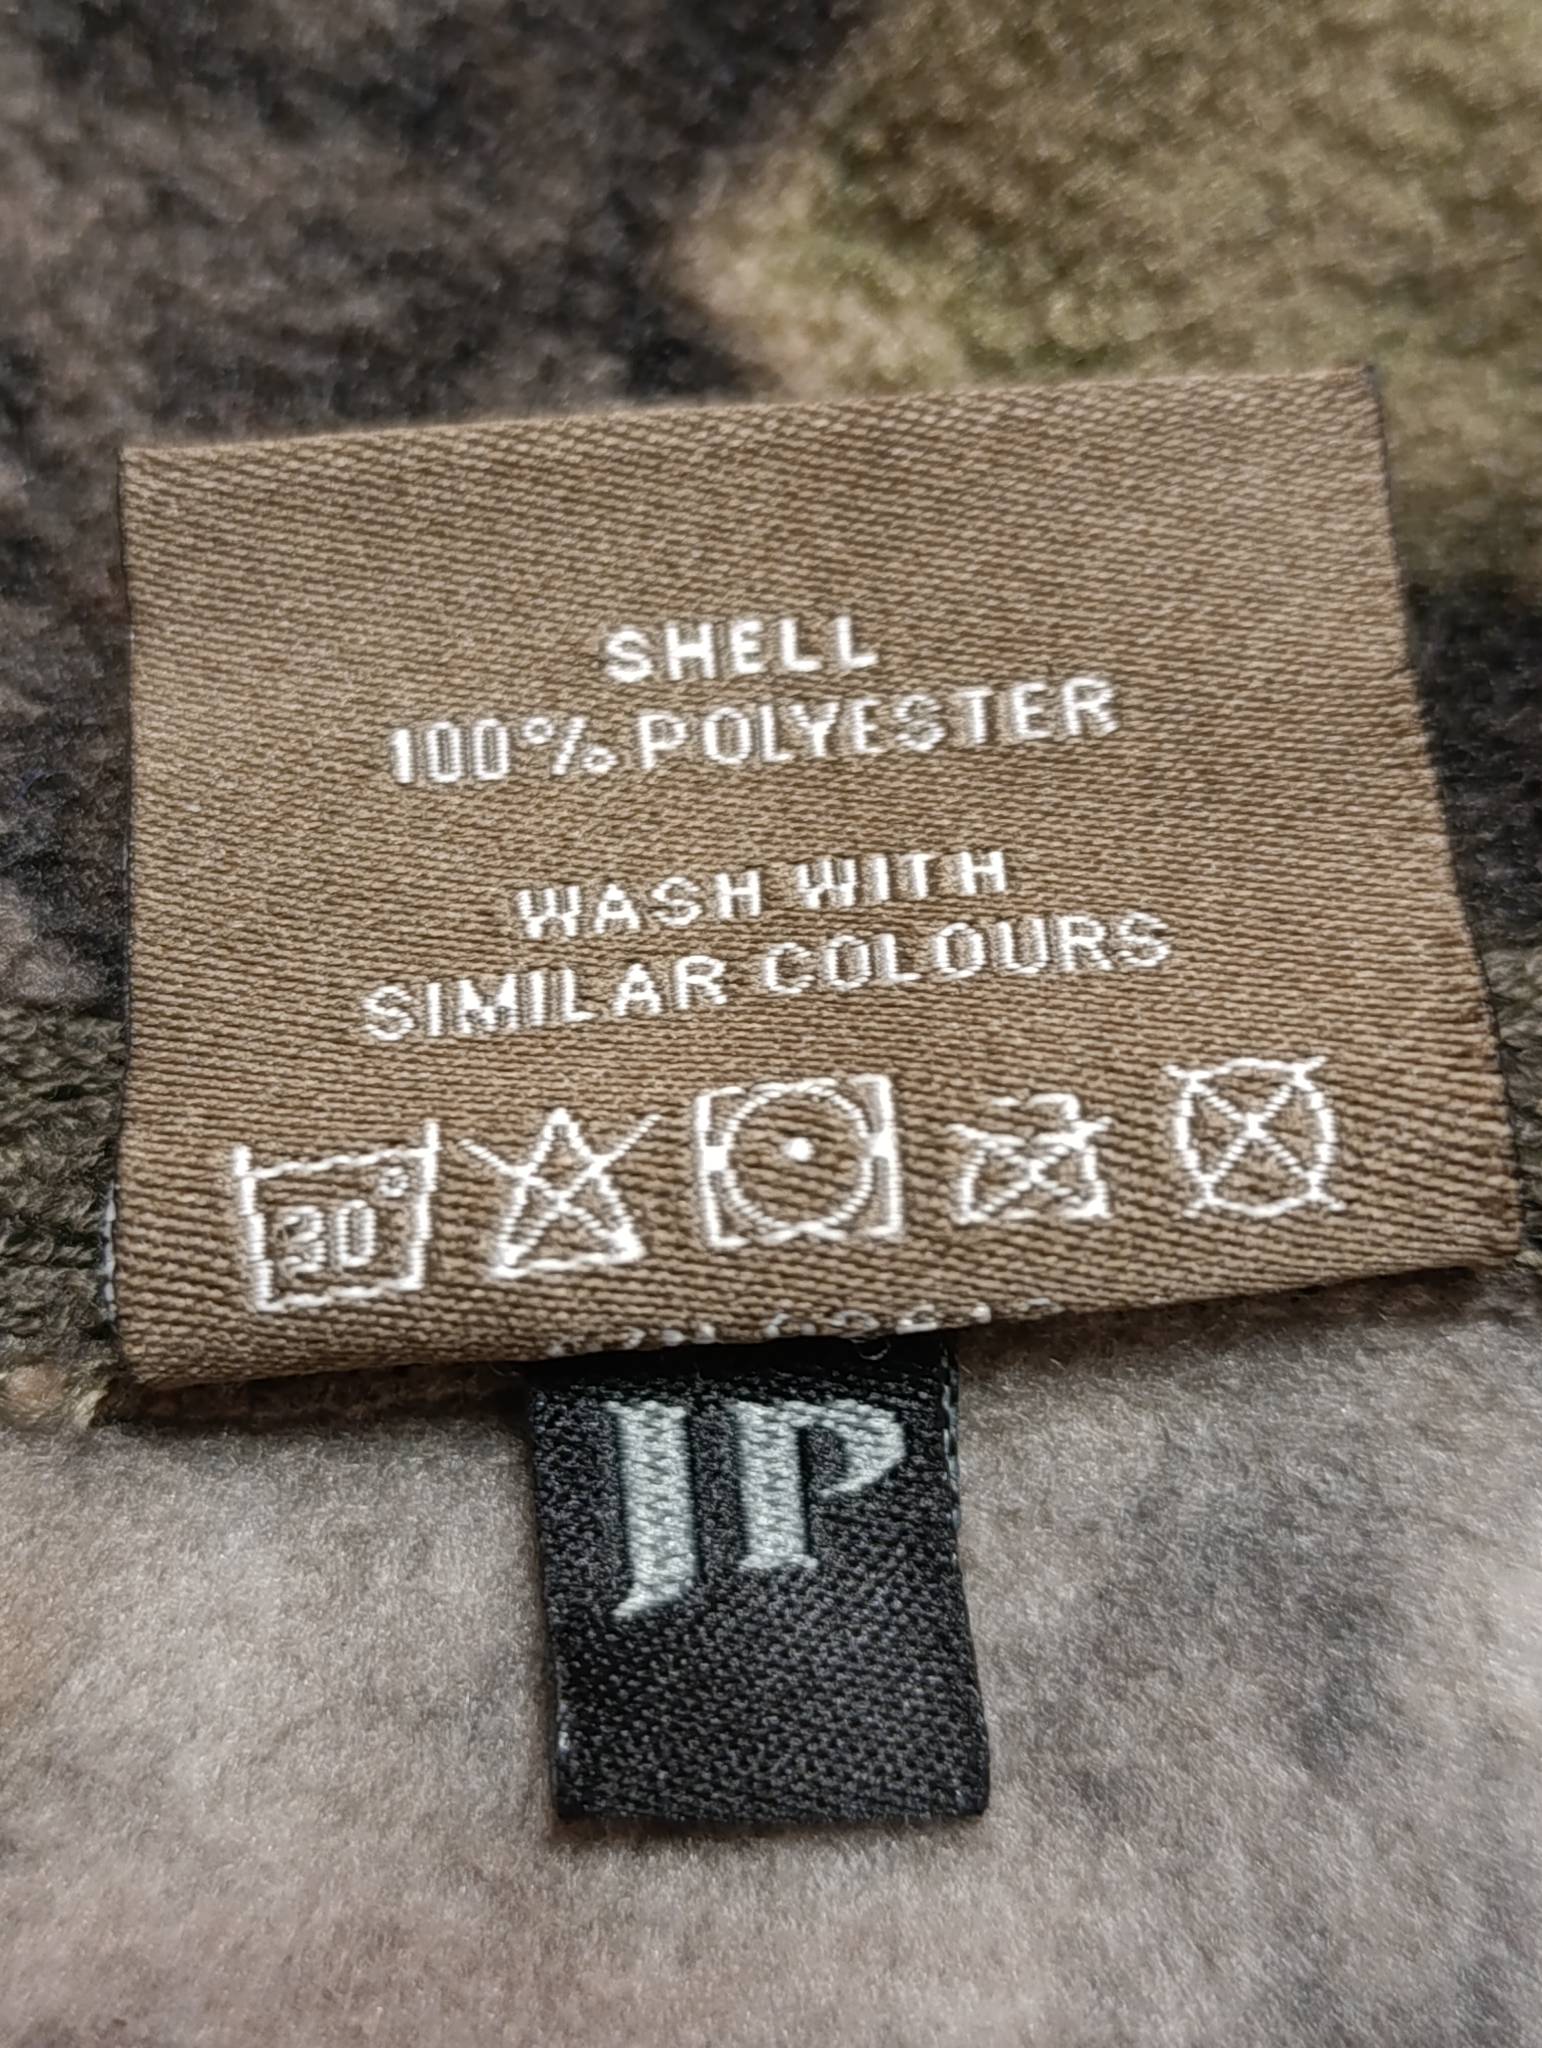 SHELL
100% POLYESTER
WASH WITH
SIMILAR COLOURS
30°
JP